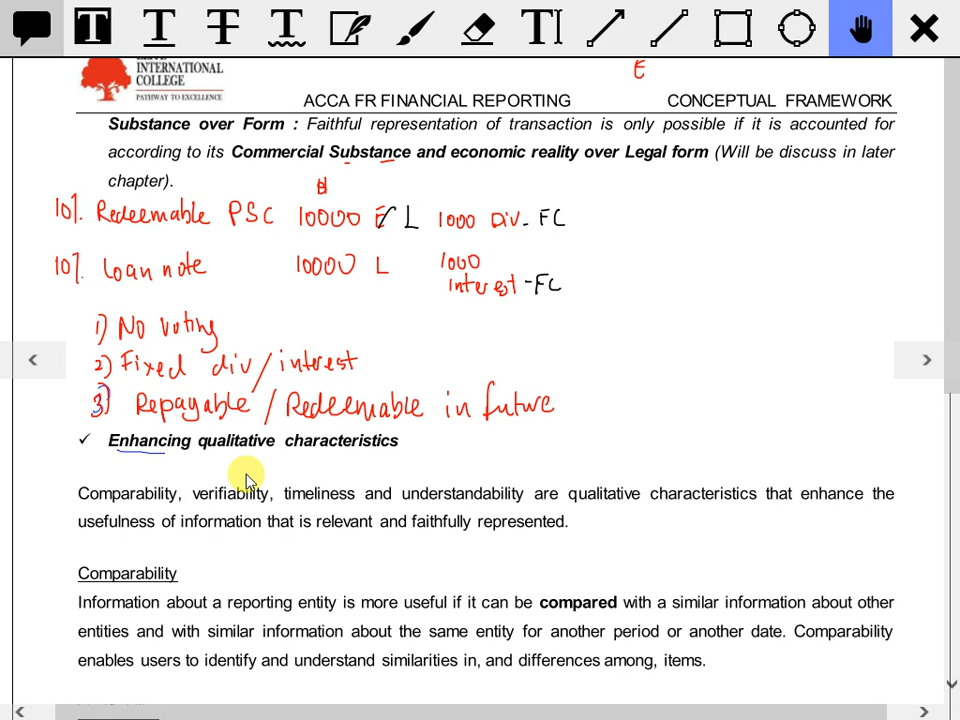 E
INTERNATIONAL
COLLEGE
PATHWAY TO EXCELLENCE
ACCA FR FINANCIAL REPORTING CONCEPTUAL FRAMEWORK
Substance over Form : Faithful representation of transaction is only possible if it is accounted for
according to its Commercial Substance and economic reality over Legal form (Will be discuss in later
chapter).
10%. Redeemable PSC 10000 E/ L 1000 Div - FC
10%. Loan note 10000 L 1000
interest - FC
1) No voting
2) Fixed div / interest
3) Repayable / Redeemable in future
✓ Enhancing qualitative characteristics
Comparability, verifiability, timeliness and understandability are qualitative characteristics that enhance the
usefulness of information that is relevant and faithfully represented.
Comparability
Information about a reporting entity is more useful if it can be compared with a similar information about other
entities and with similar information about the same entity for another period or another date. Comparability
enables users to identify and understand similarities in, and differences among, items.